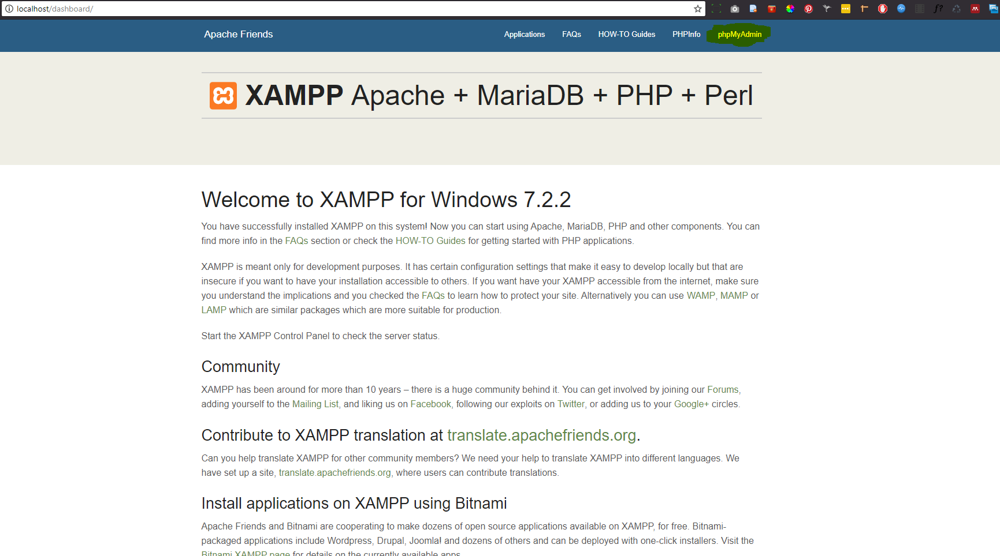 localhost/dashboard/
Apache Friends
Applications FAQs HOW-TO Guides PHPInfo phpMyAdmin
XAMPP Apache + MariaDB + PHP + Perl
Welcome to XAMPP for Windows 7.2.2
You have successfully installed XAMPP on this system! Now you can start using Apache, MariaDB, PHP and other components. You can
find more info in the FAQs section or check the HOW-TO Guides for getting started with PHP applications.
XAMPP is meant only for development purposes. It has certain configuration settings that make it easy to develop locally but that are
insecure if you want to have your installation accessible to others. If you want have your XAMPP accessible from the internet, make sure
you understand the implications and you checked the FAQs to learn how to protect your site. Alternatively you can use WAMP, MAMP or
LAMP which are similar packages which are more suitable for production.
Start the XAMPP Control Panel to check the server status.
Community
XAMPP has been around for more than 10 years – there is a huge community behind it. You can get involved by joining our Forums,
adding yourself to the Mailing List, and liking us on Facebook, following our exploits on Twitter, or adding us to your Google+ circles.
Contribute to XAMPP translation at translate.apachefriends.org.
Can you help translate XAMPP for other community members? We need your help to translate XAMPP into different languages. We
have set up a site, translate.apachefriends.org, where users can contribute translations.
Install applications on XAMPP using Bitnami
Apache Friends and Bitnami are cooperating to make dozens of open source applications available on XAMPP, for free. Bitnami-
packaged applications include Wordpress, Drupal, Joomla! and dozens of others and can be deployed with one-click installers. Visit the
Bitnami XAMPP page for details on the currently available apps.